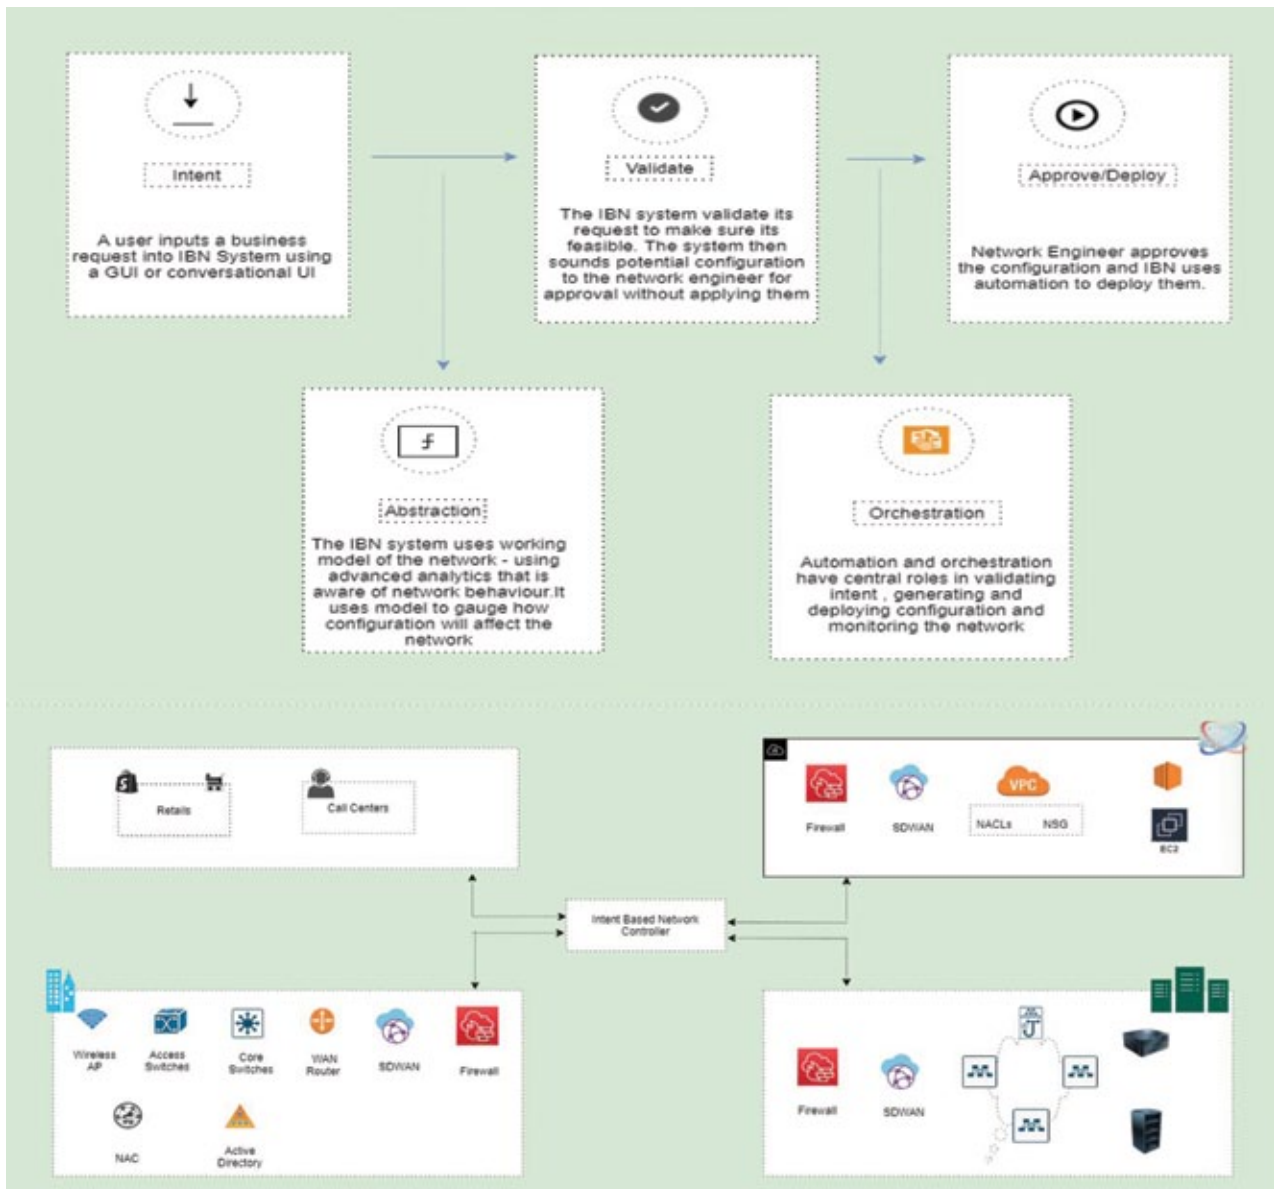 Intent
A user inputs a business
request into IBN System using
a GUI or conversational UI
Validate
The IBN system validate its
request to make sure its
feasible. The system then
sounds potential configuration
to the network engineer for
approval without applying them
Approve/Deploy
Network Engineer approves
the configuration and IBN uses
automation to deploy them.
Abstraction
The IBN system uses working
model of the network - using
advanced analytics that is
aware of network behaviour.It
uses model to gauge how
configuration will affect the
network
Orchestration
Automation and orchestration
have central roles in validating
intent , generating and
deploying configuration and
monitoring the network
Retails
Call Centers
VPC
Firewall
SDWAN
NACLs
NSG
EC2
Intent Based Network
Controller
Wireless
AP
Access
Switches
Core
Switches
WAN
Router
SDWAN
Firewall
NAC
Active
Directory
Firewall
SDWAN